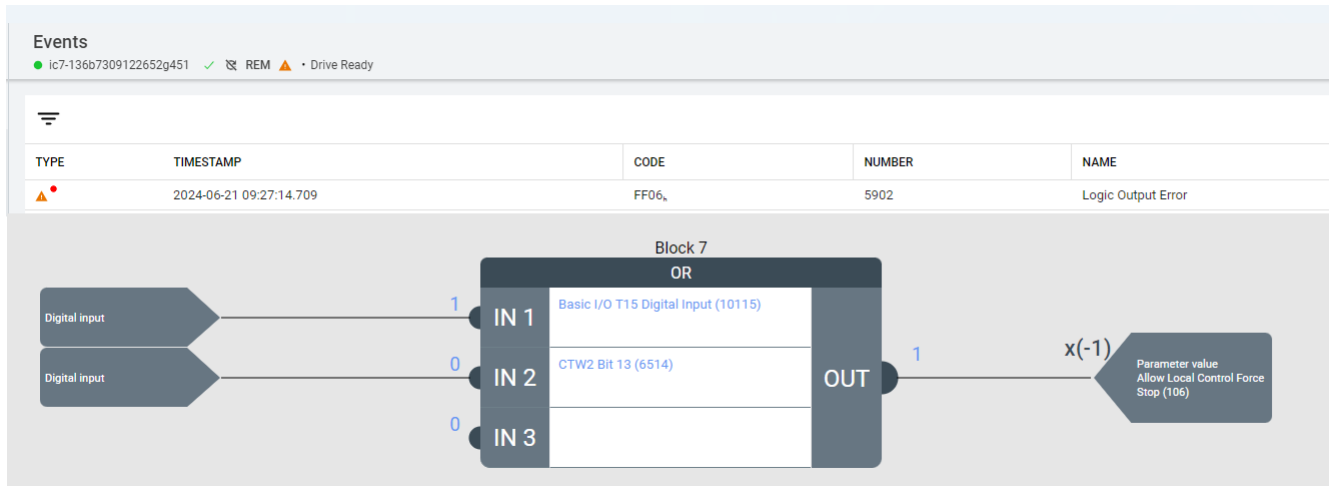 Events
ic7-136b7309122652g451 REM • Drive Ready
TYPE TIMESTAMP CODE NUMBER NAME
2024-06-21 09:27:14.709 FF06ₕ 5902 Logic Output Error
Block 7
OR
Digital input 1 IN 1 Basic I/O T15 Digital Input (10115)
Digital input 0 IN 2 CTW2 Bit 13 (6514)
0 IN 3
OUT 1 x(-1)
Parameter value
Allow Local Control Force
Stop (106)